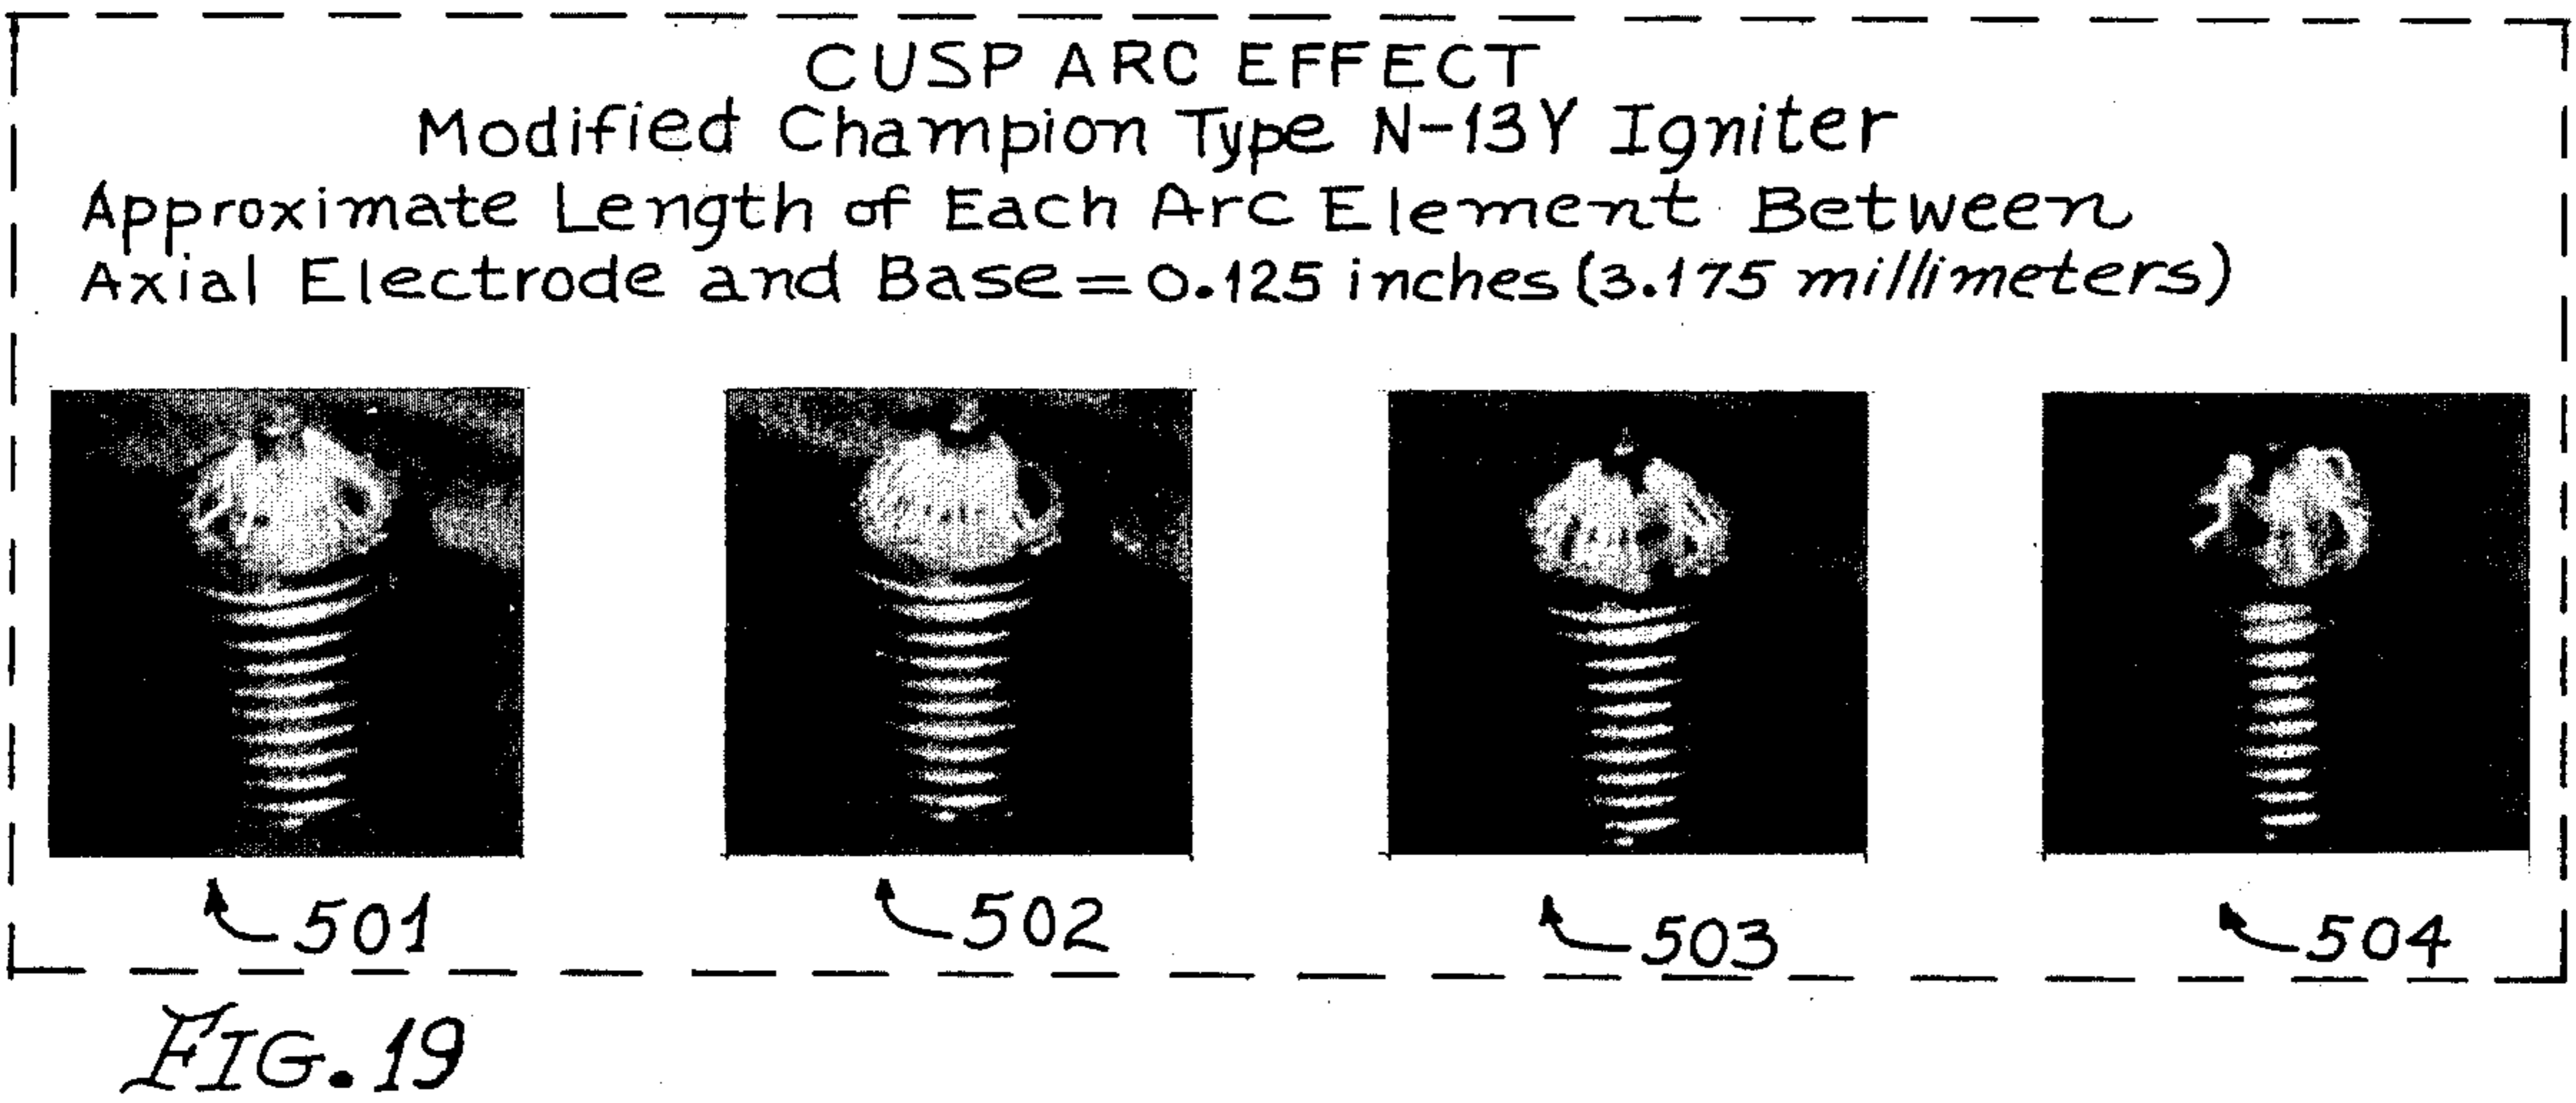 CUSP ARC EFFECT
Modified Champion Type N-13Y Igniter
Approximate Length of Each Arc Element Between
Axial Electrode and Base = 0.125 inches (3.175 millimeters)
501
502
503
504
FIG. 19